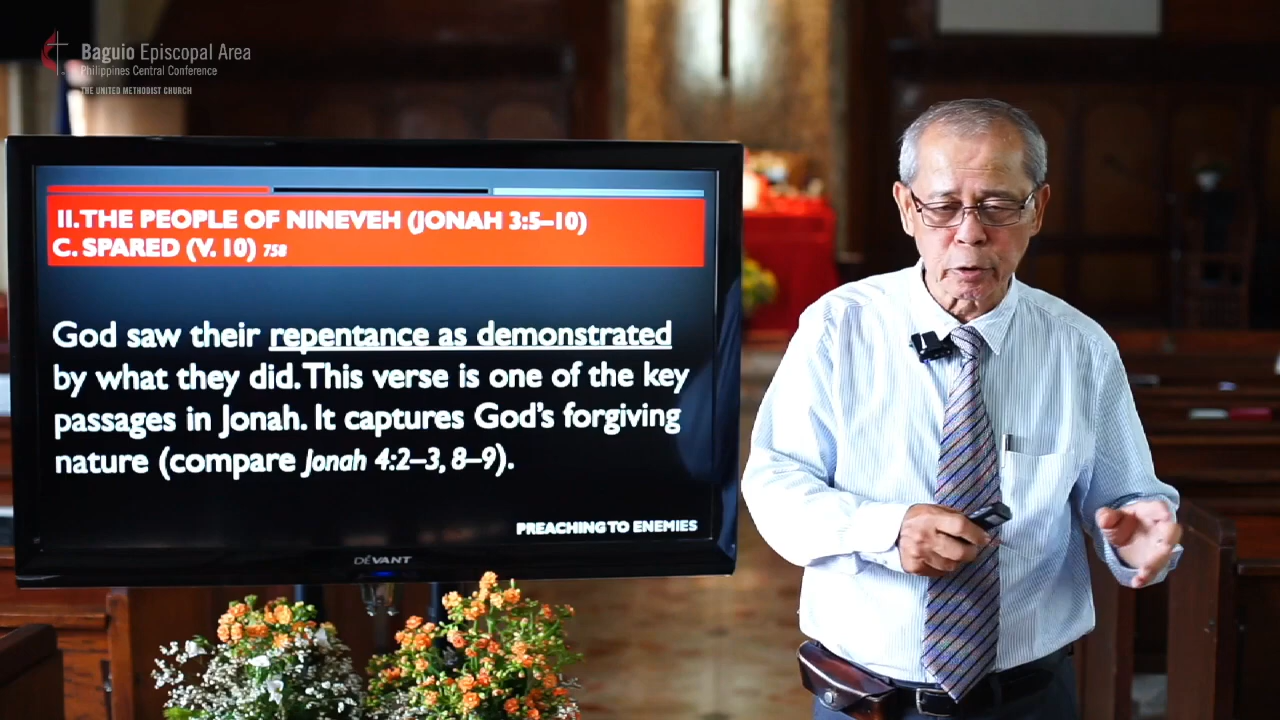 Baguio Episcopal Area
Philippines Central Conference
THE UNITED METHODIST CHURCH
II. THE PEOPLE OF NINEVEH (JONAH 3:5–10)
C. SPARED (V. 10) 758
God saw their repentance as demonstrated
by what they did. This verse is one of the key
passages in Jonah. It captures God's forgiving
nature (compare Jonah 4:2–3, 8–9).
PREACHING TO ENEMIES
DEVANT